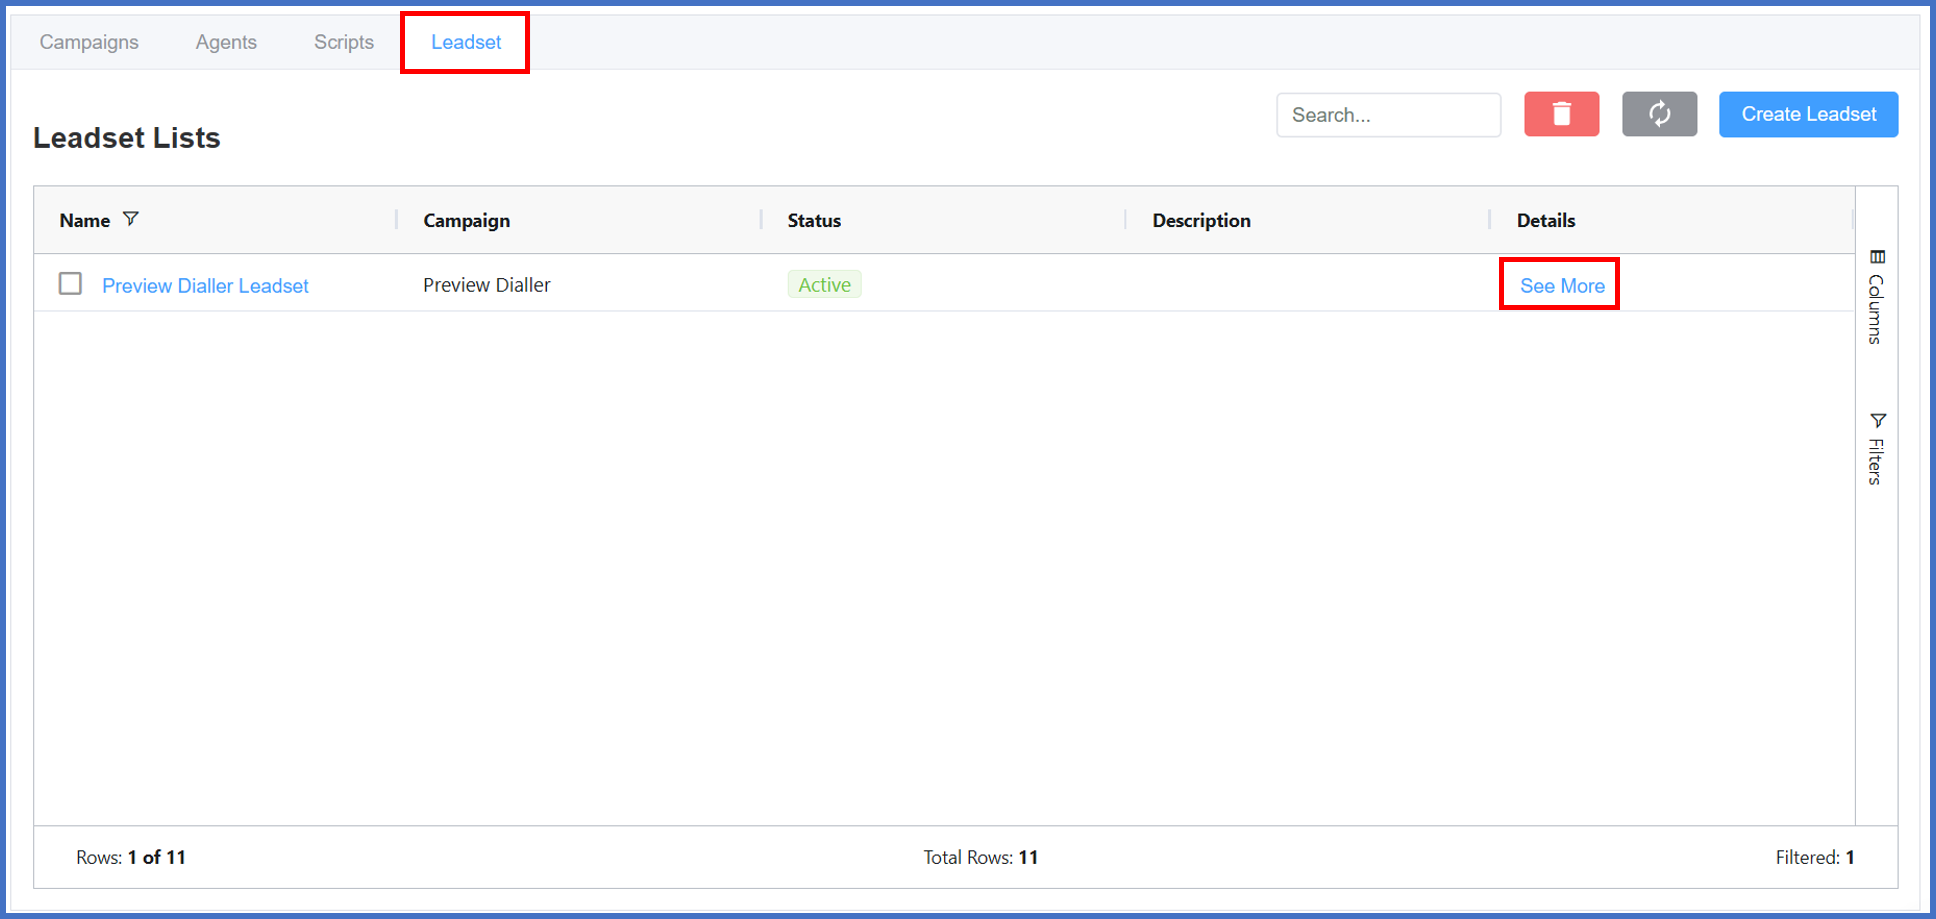 Campaigns Agents Scripts Leadset
Search... Create Leadset
Leadset Lists
Name Campaign Status Description Details
Preview Dialler Leadset Preview Dialler Active See More
Columns
Filters
Rows: 1 of 11 Total Rows: 11 Filtered: 1